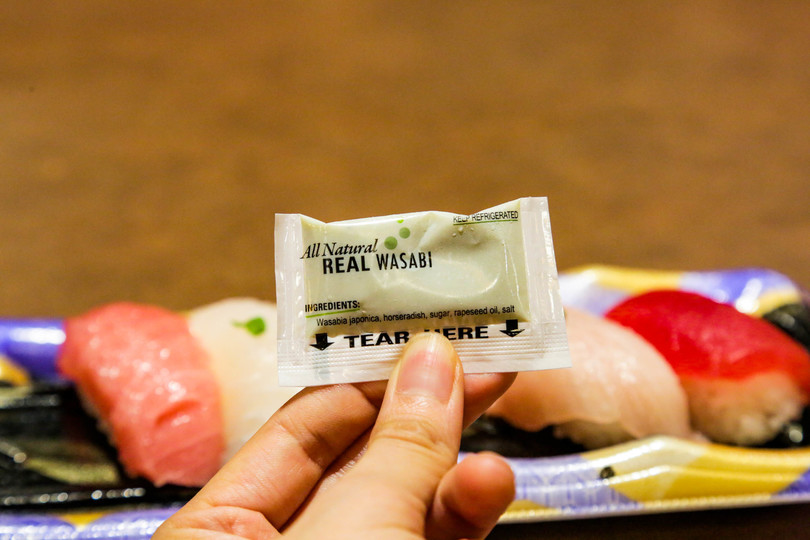 KEEP REFRIGERATED
All Natural
REAL WASABI
INGREDIENTS:
Wasabia japonica, horseradish, sugar, rapeseed oil, salt
TEAR HERE